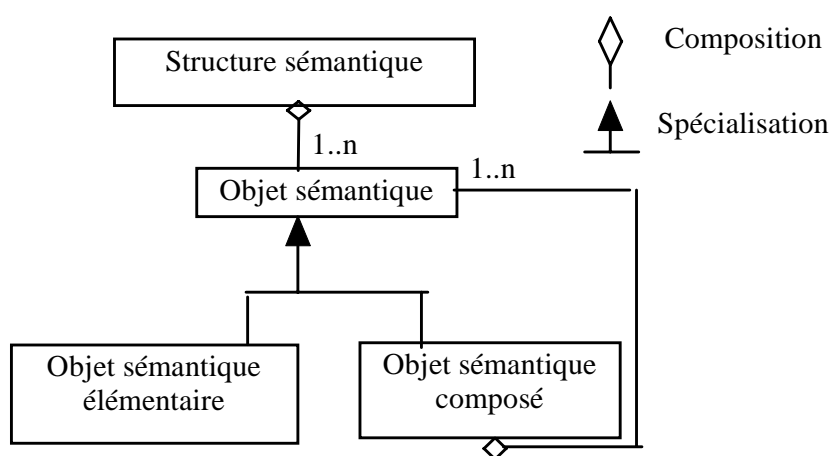 Structure sémantique
Composition
Spécialisation
1..n
1..n
Objet sémantique
Objet sémantique
élémentaire
Objet sémantique
composé